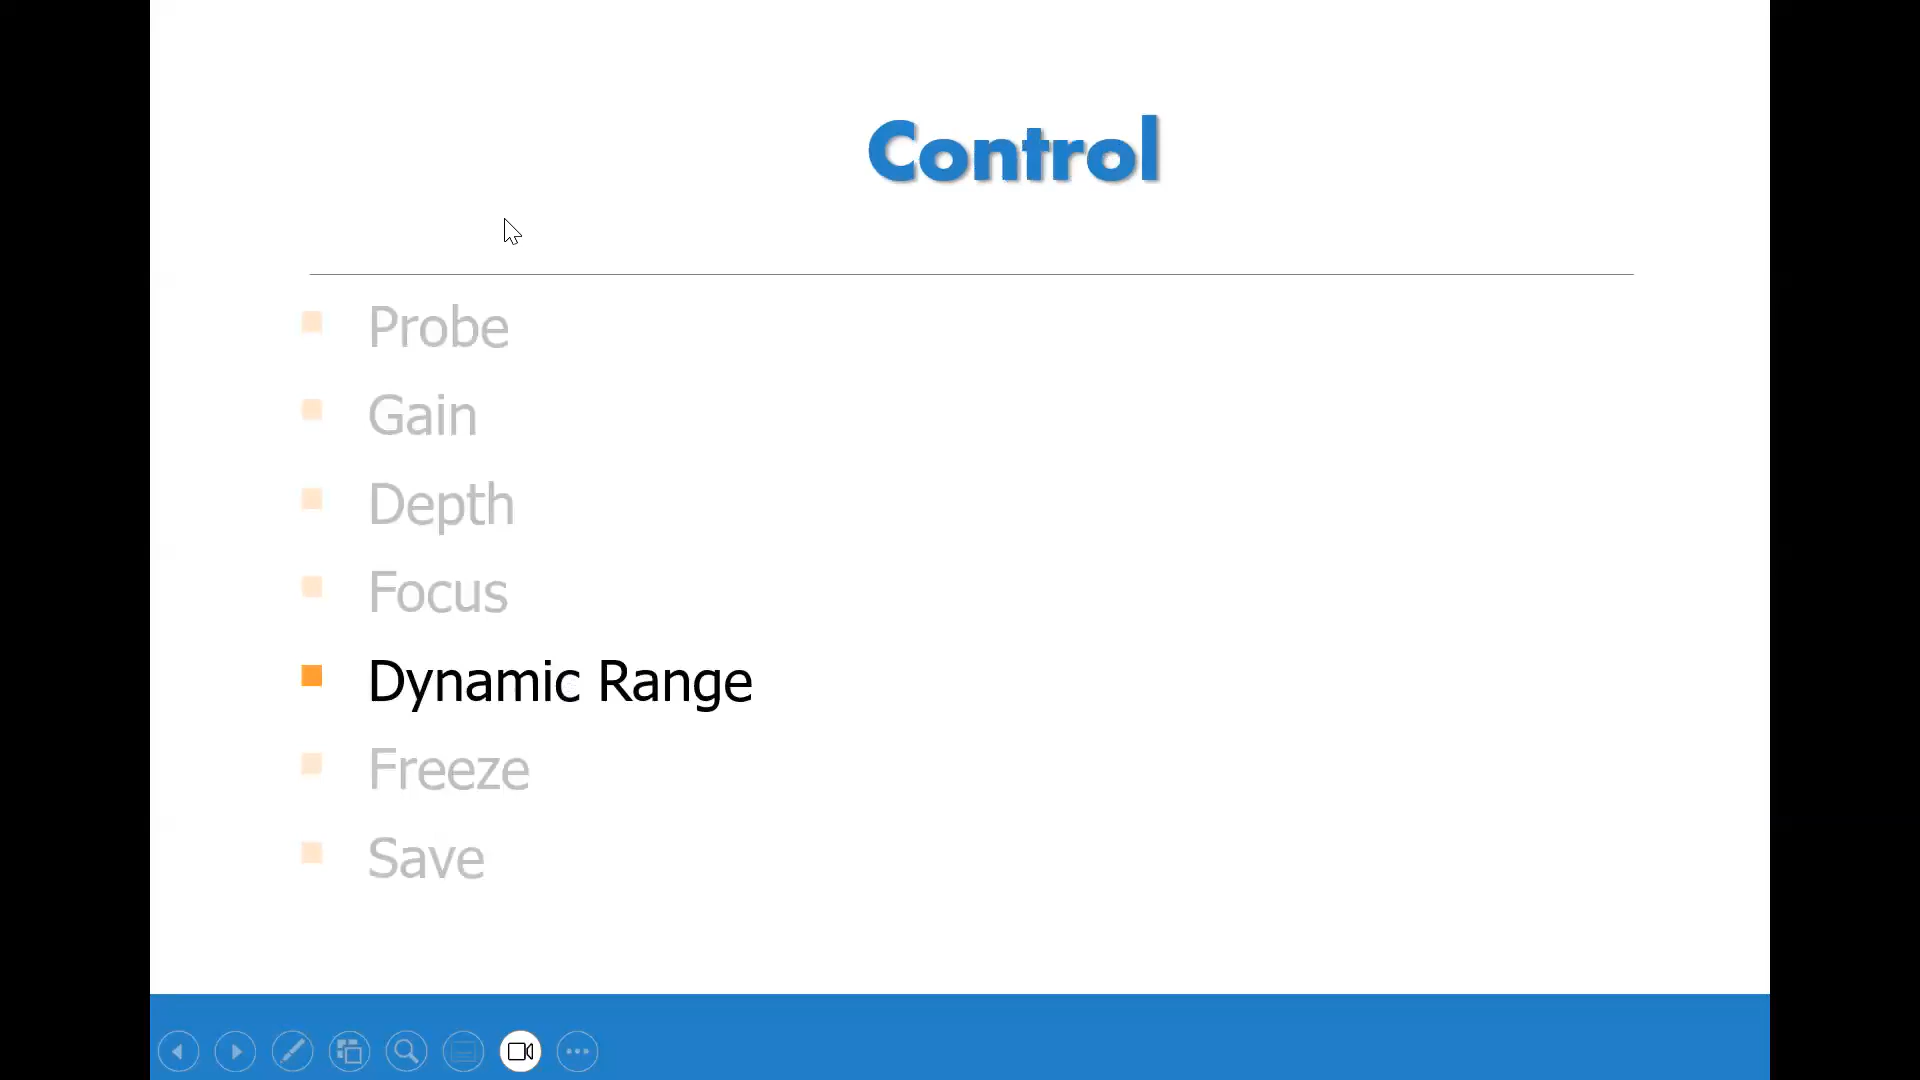 Control
Probe
Gain
Depth
Focus
Dynamic Range
Freeze
Save